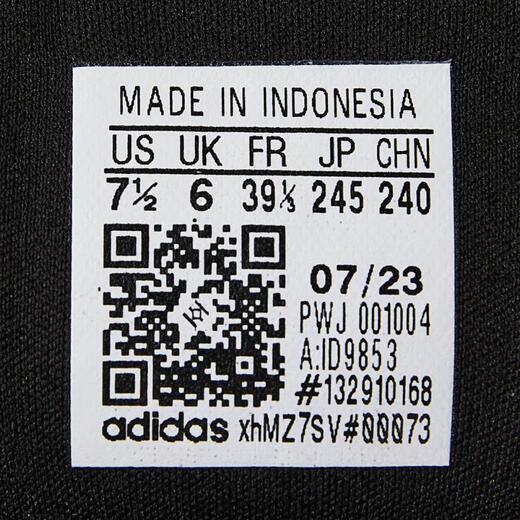 MADE IN INDONESIA
US UK FR JP CHN
7½ 6 39⅓ 245 240
07/23
PWJ 001004
A:ID9853
#132910168
adidas xhMZ7SV#00073